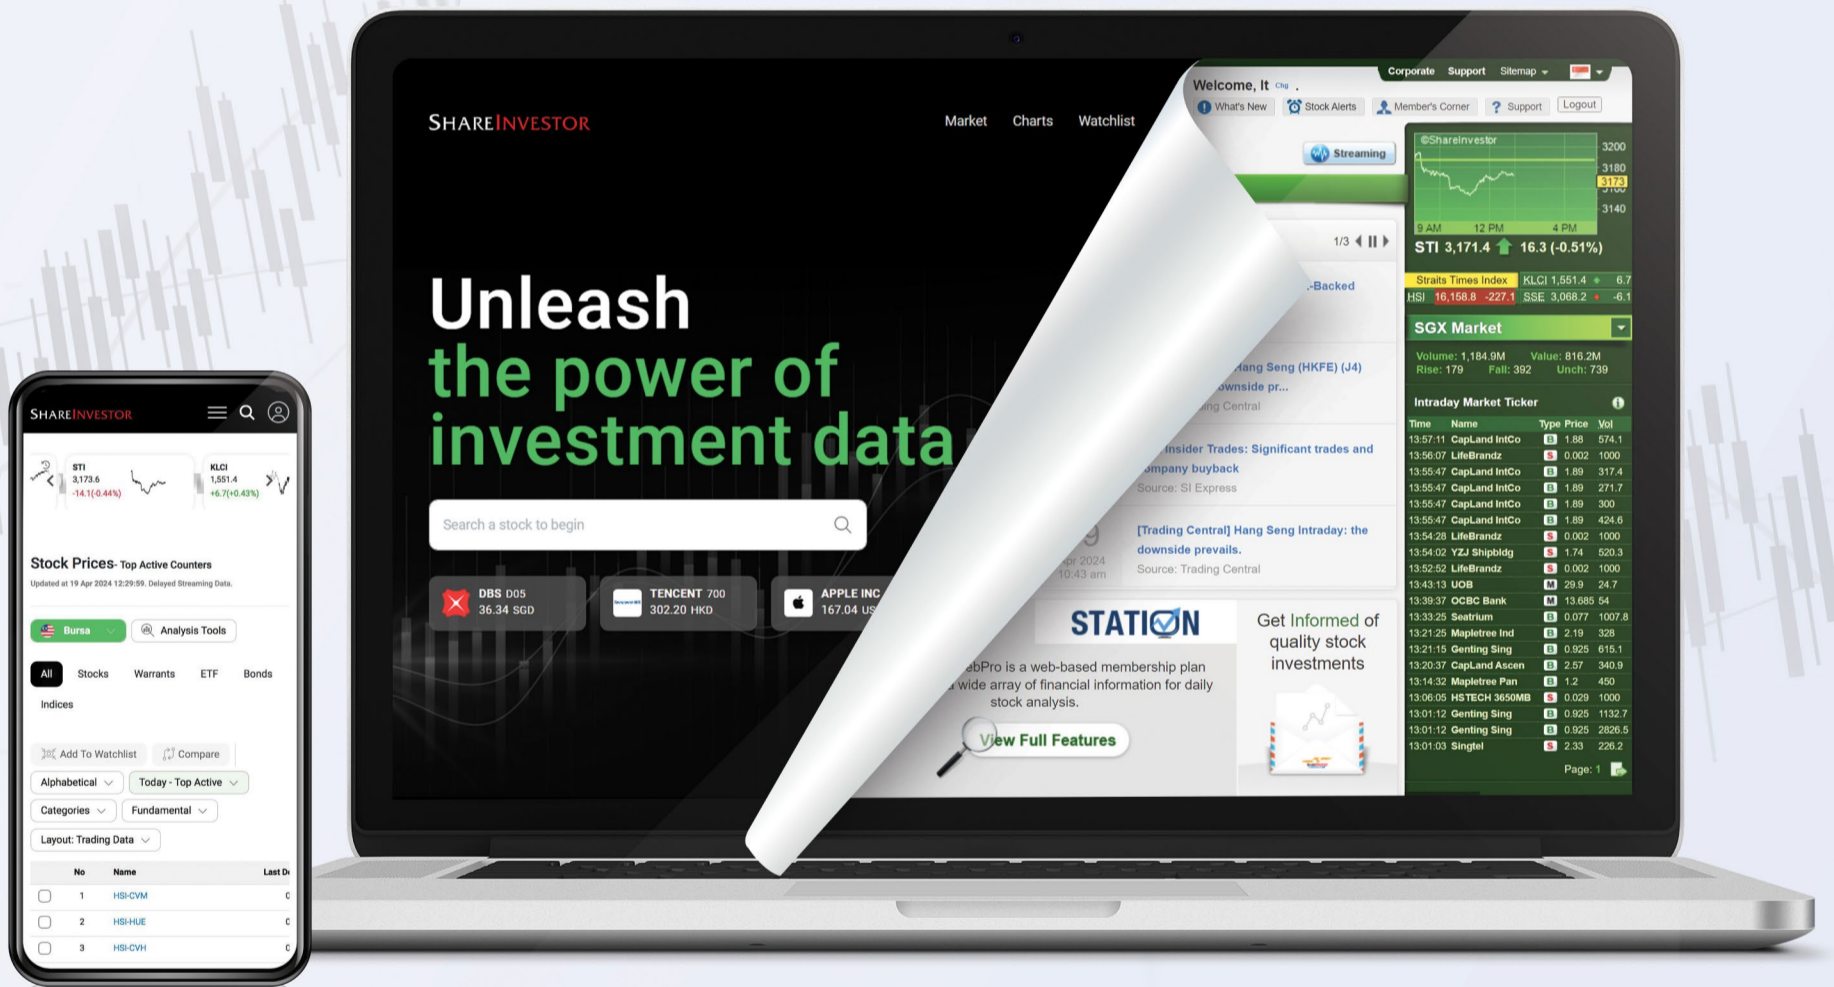 SHAREINVESTOR
Market Charts Watchlist
Unleash
the power of
investment data
Search a stock to begin
DBS D05
36.34 SGD
TENCENT 700
302.20 HKD
APPLE INC
167.04
Welcome, It Chg .
Corporate Support Sitemap
What's New Stock Alerts Member's Corner ? Support Logout
Streaming
1/3
-Backed
Hang Seng (HKFE) (J4)
Central
Insider Trades: Significant trades and
buyback
Source: SI Express
[Trading Central] Hang Seng Intraday: the
downside prevails.
Source: Trading Central
2024
10:43 am
STATION
is a web-based membership plan
wide array of financial information for daily
stock analysis.
View Full Features
Get Informed of
quality stock
investments
©ShareInvestor
3200
3180
3173
3140
9 AM 12 PM 4 PM
STI 3,171.4 16.3 (-0.51%)
Straits Times Index KLCI 1,551.4 6.7
HSI 16,158.8 -227.1 SSE 3,068.2 -6.1
SGX Market
Volume: 1,184.9M Value: 816.2M
Rise: 179 Fall: 392 Unch: 739
Intraday Market Ticker
Time Name Type Price Vol
13:57:11 CapLand IntCo B 1.88 574.1
13:56:07 LifeBrandz S 0.002 1000
13:55:47 CapLand IntCo B 1.89 317.4
13:55:47 CapLand IntCo B 1.89 271.7
13:55:47 CapLand IntCo B 1.89 300
13:55:47 CapLand IntCo B 1.89 424.6
13:54:28 LifeBrandz S 0.002 1000
13:54:02 YZJ Shipbldg S 1.74 520.3
13:52:52 LifeBrandz S 0.002 1000
13:43:13 UOB M 29.9 24.7
13:39:37 OCBC Bank M 13.685 54
13:33:25 Seatrium B 0.077 1007.8
13:21:25 Mapletree Ind B 2.19 328
13:21:15 Genting Sing B 0.925 615.1
13:20:37 CapLand Ascen B 2.57 340.9
13:14:32 Mapletree Pan B 1.2 450
13:06:05 HSTECH 3650MB S 0.029 1000
13:01:12 Genting Sing B 0.925 1132.7
13:01:12 Genting Sing B 0.925 2826.5
13:01:03 Singtel S 2.33 226.2
Page: 1
SHAREINVESTOR
STI
3,173.6
-14.1(-0.44%)
KLCI
1,551.4
+6.7(+0.43%)
Stock Prices- Top Active Counters
Updated at 19 Apr 2024 12:29:59. Delayed Streaming Data.
Bursa Analysis Tools
All Stocks Warrants ETF Bonds
Indices
Add To Watchlist Compare
Alphabetical Today - Top Active
Categories Fundamental
Layout: Trading Data
No Name Last
1 HSI-CVM
2 HSI-HUE
3 HSI-CVH